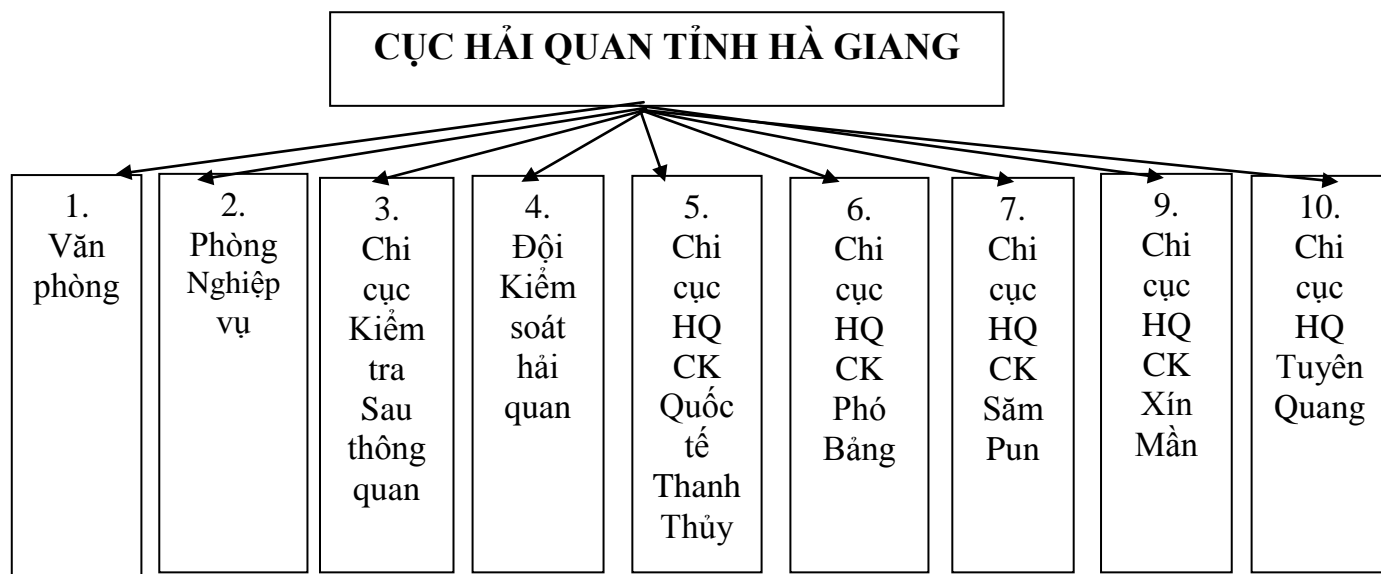 CỤC HẢI QUAN TỈNH HÀ GIANG
1.
Văn
phòng
2.
Phòng
Nghiệp
vụ
3.
Chi
cục
Kiểm
tra
Sau
thông
quan
4.
Đội
Kiểm
soát
hải
quan
5.
Chi
cục
HQ
CK
Quốc
tế
Thanh
Thủy
6.
Chi
cục
HQ
CK
Phó
Bảng
7.
Chi
cục
HQ
CK
Săm
Pun
9.
Chi
cục
HQ
CK
Xín
Mần
10.
Chi
cục
HQ
Tuyên
Quang